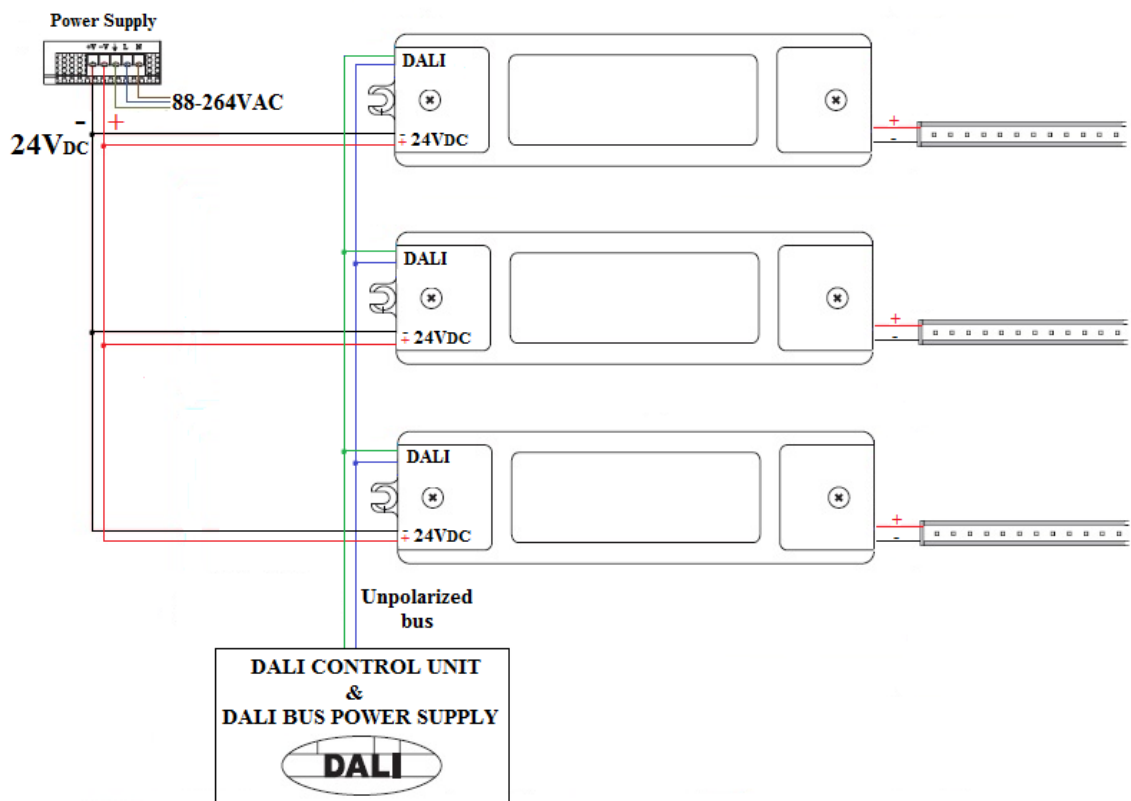 Power Supply
+V -V ⏚ L N
88-264VAC
- +
24VDC
DALI
- 24VDC
+
+
-
DALI
- 24VDC
+
+
-
DALI
- 24VDC
+
+
-
Unpolarized
bus
DALI CONTROL UNIT
&
DALI BUS POWER SUPPLY
DALI